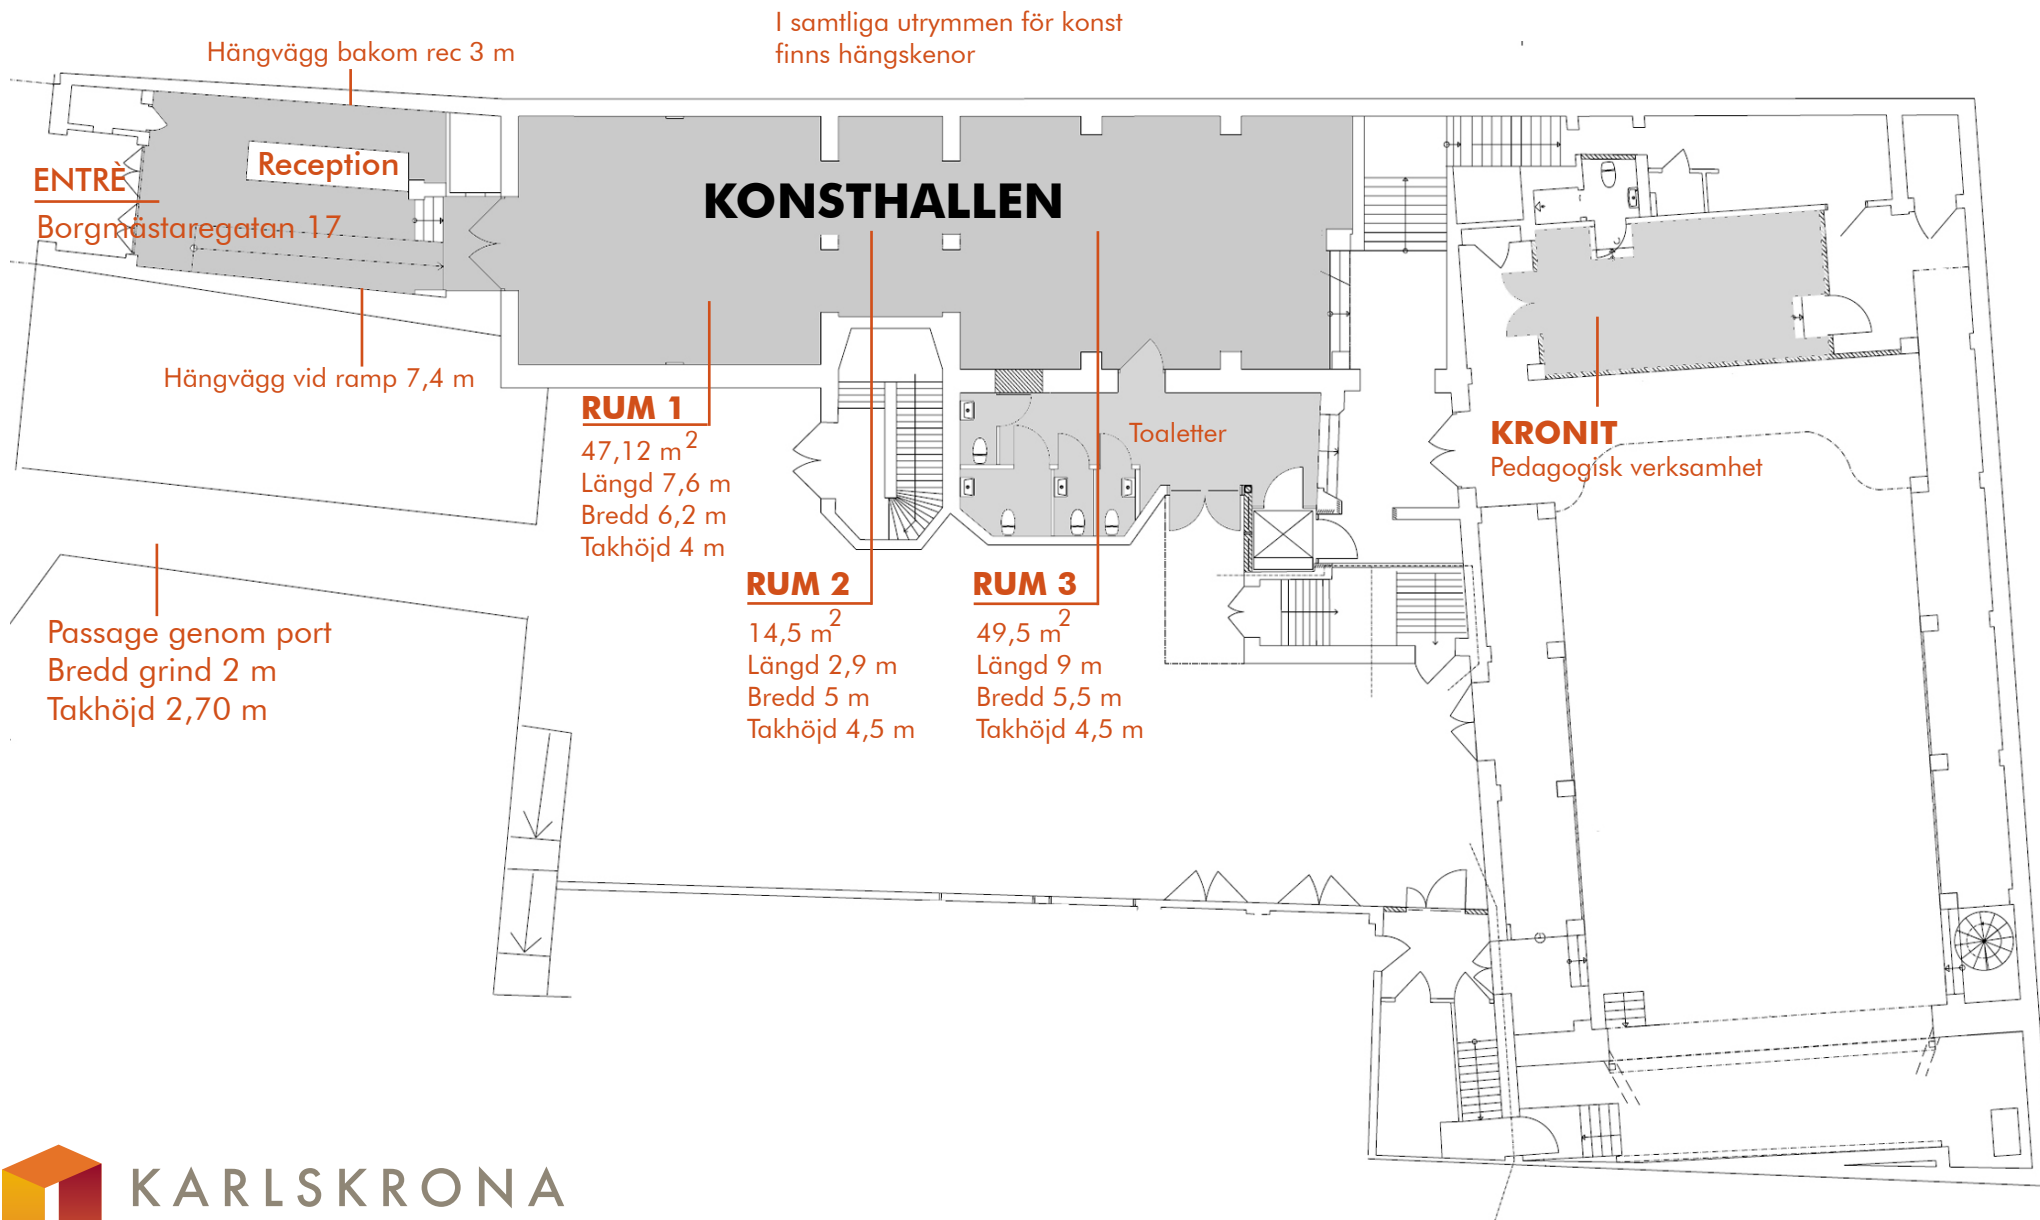 I samtliga utrymmen för konst
finns hängskenor
Hängvägg bakom rec 3 m
Reception
ENTRÈ
Borgmästaregatan 17
KONSTHALLEN
Hängvägg vid ramp 7,4 m
RUM 1
47,12 m²
Längd 7,6 m
Bredd 6,2 m
Takhöjd 4 m
Toaletter
KRONIT
Pedagogisk verksamhet
RUM 2
14,5 m²
Längd 2,9 m
Bredd 5 m
Takhöjd 4,5 m
RUM 3
49,5 m²
Längd 9 m
Bredd 5,5 m
Takhöjd 4,5 m
Passage genom port
Bredd grind 2 m
Takhöjd 2,70 m
KARLSKRONA